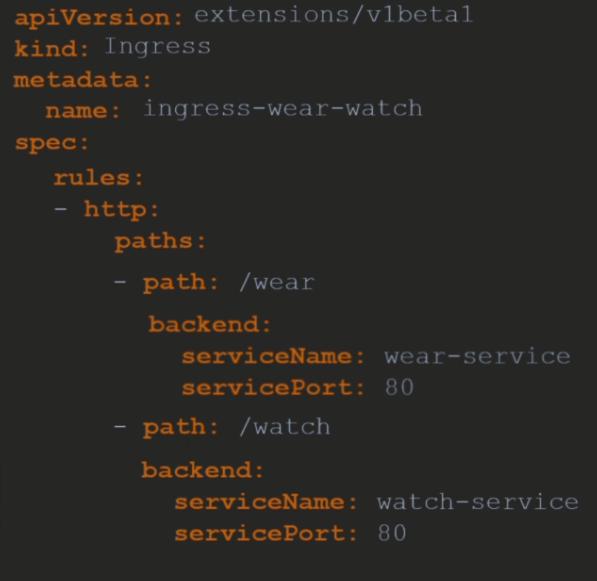 apiVersion: extensions/v1beta1
kind: Ingress
metadata:
  name: ingress-wear-watch
spec:
  rules:
  - http:
      paths:
      - path: /wear
        backend:
          serviceName: wear-service
          servicePort: 80
      - path: /watch
        backend:
          serviceName: watch-service
          servicePort: 80